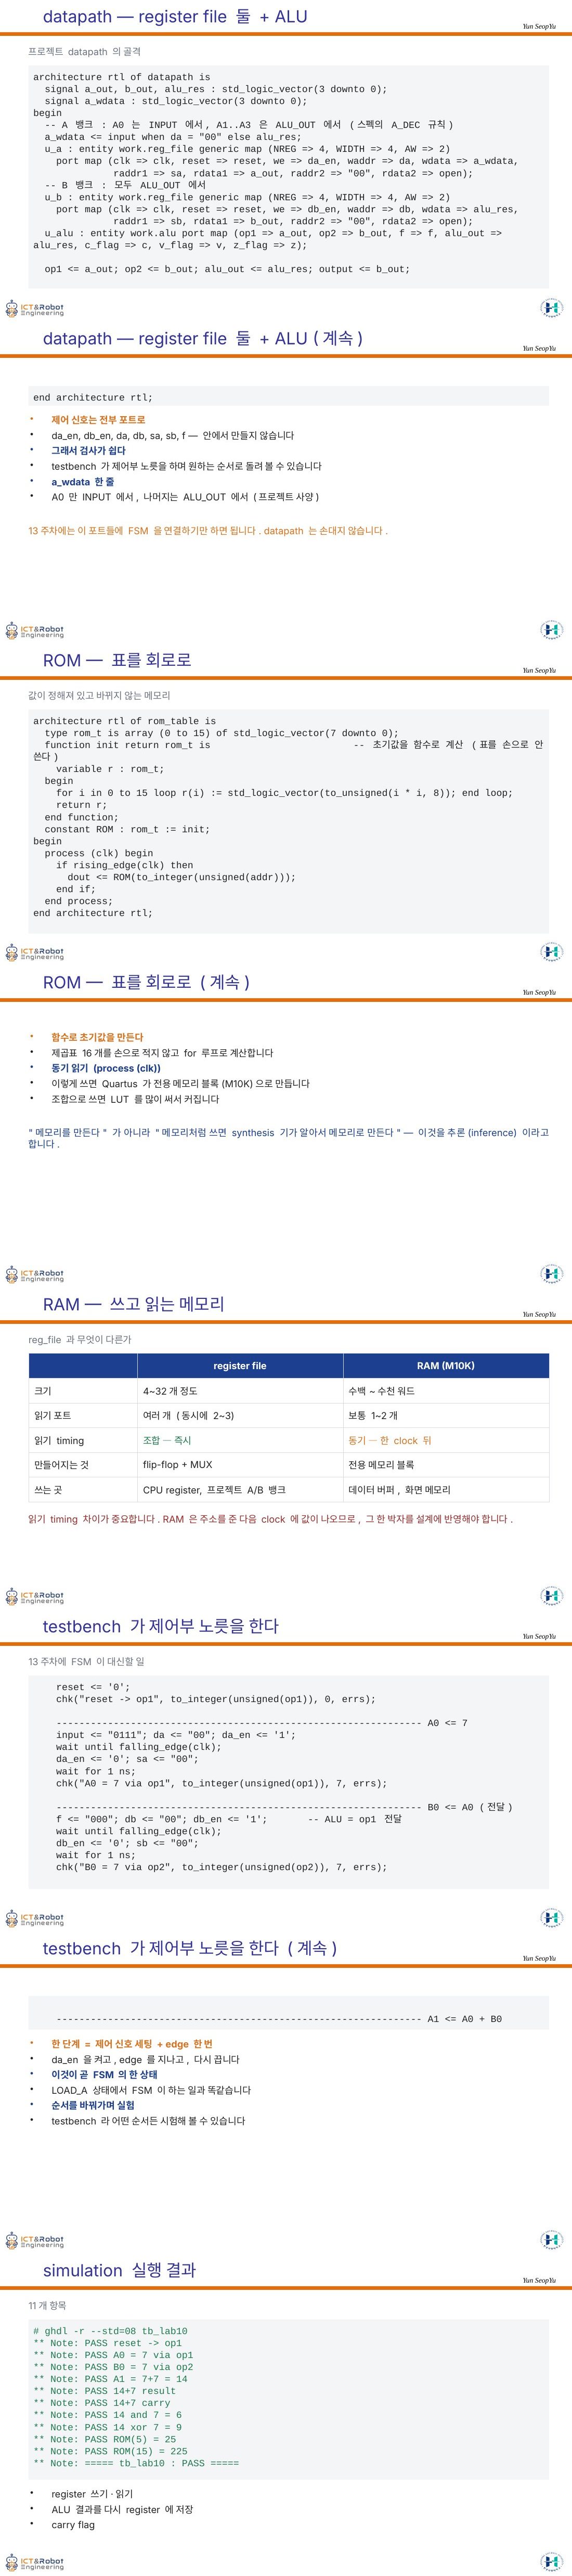 datapath — register file 둘 + ALU
Yun SeopYu
프로젝트 datapath 의 골격
architecture rtl of datapath is
  signal a_out, b_out, alu_res : std_logic_vector(3 downto 0);
  signal a_wdata : std_logic_vector(3 downto 0);
begin
  -- A 뱅크 : A0 는 INPUT 에서 , A1..A3 은 ALU_OUT 에서 ( 스펙의 A_DEC 규칙 )
  a_wdata <= input when da = "00" else alu_res;
  u_a : entity work.reg_file generic map (NREG => 4, WIDTH => 4, AW => 2)
    port map (clk => clk, reset => reset, we => da_en, waddr => da, wdata => a_wdata,
              raddr1 => sa, rdata1 => a_out, raddr2 => "00", rdata2 => open);
  -- B 뱅크 : 모두 ALU_OUT 에서
  u_b : entity work.reg_file generic map (NREG => 4, WIDTH => 4, AW => 2)
    port map (clk => clk, reset => reset, we => db_en, waddr => db, wdata => alu_res,
              raddr1 => sb, rdata1 => b_out, raddr2 => "00", rdata2 => open);
  u_alu : entity work.alu port map (op1 => a_out, op2 => b_out, f => f, alu_out =>
alu_res, c_flag => c, v_flag => v, z_flag => z);
  op1 <= a_out; op2 <= b_out; alu_out <= alu_res; output <= b_out;
ICT&Robot
Engineering
datapath — register file 둘 + ALU ( 계속 )
Yun SeopYu
end architecture rtl;
• 제어 신호는 전부 포트로
• da_en, db_en, da, db, sa, sb, f — 안에서 만들지 않습니다
• 그래서 검사가 쉽다
• testbench 가 제어부 노릇을 하며 원하는 순서로 돌려 볼 수 있습니다
• a_wdata 한 줄
• A0 만 INPUT 에서 , 나머지는 ALU_OUT 에서 ( 프로젝트 사양 )
13 주차에는 이 포트들에 FSM 을 연결하기만 하면 됩니다 . datapath 는 손대지 않습니다 .
ICT&Robot
Engineering
ROM — 표를 회로로
Yun SeopYu
값이 정해져 있고 바뀌지 않는 메모리
architecture rtl of rom_table is
  type rom_t is array (0 to 15) of std_logic_vector(7 downto 0);
  function init return rom_t is                         -- 초기값을 함수로 계산 ( 표를 손으로 안
쓴다 )
    variable r : rom_t;
  begin
    for i in 0 to 15 loop r(i) := std_logic_vector(to_unsigned(i * i, 8)); end loop;
    return r;
  end function;
  constant ROM : rom_t := init;
begin
  process (clk) begin
    if rising_edge(clk) then
      dout <= ROM(to_integer(unsigned(addr)));
    end if;
  end process;
end architecture rtl;
ICT&Robot
Engineering
ROM — 표를 회로로 ( 계속 )
Yun SeopYu
• 함수로 초기값을 만든다
• 제곱표 16 개를 손으로 적지 않고 for 루프로 계산합니다
• 동기 읽기 (process (clk))
• 이렇게 쓰면 Quartus 가 전용 메모리 블록 (M10K) 으로 만듭니다
• 조합으로 쓰면 LUT 를 많이 써서 커집니다
" 메모리를 만든다 " 가 아니라 " 메모리처럼 쓰면 synthesis 기가 알아서 메모리로 만든다 " — 이것을 추론 (inference) 이라고
합니다 .
ICT&Robot
Engineering
RAM — 쓰고 읽는 메모리
Yun SeopYu
reg_file 과 무엇이 다른가
register file RAM (M10K)
크기 4~32 개 정도 수백 ~ 수천 워드
읽기 포트 여러 개 ( 동시에 2~3) 보통 1~2 개
읽기 timing 조합 — 즉시 동기 — 한 clock 뒤
만들어지는 것 flip-flop + MUX 전용 메모리 블록
쓰는 곳 CPU register, 프로젝트 A/B 뱅크 데이터 버퍼 , 화면 메모리
읽기 timing 차이가 중요합니다 . RAM 은 주소를 준 다음 clock 에 값이 나오므로 , 그 한 박자를 설계에 반영해야 합니다 .
ICT&Robot
Engineering
testbench 가 제어부 노릇을 한다
Yun SeopYu
13 주차에 FSM 이 대신할 일
    reset <= '0';
    chk("reset -> op1", to_integer(unsigned(op1)), 0, errs);
    ---------------------------------------------------------------- A0 <= 7
    input <= "0111"; da <= "00"; da_en <= '1';
    wait until falling_edge(clk);
    da_en <= '0'; sa <= "00";
    wait for 1 ns;
    chk("A0 = 7 via op1", to_integer(unsigned(op1)), 7, errs);
    ---------------------------------------------------------------- B0 <= A0 ( 전달 )
    f <= "000"; db <= "00"; db_en <= '1';       -- ALU = op1 전달
    wait until falling_edge(clk);
    db_en <= '0'; sb <= "00";
    wait for 1 ns;
    chk("B0 = 7 via op2", to_integer(unsigned(op2)), 7, errs);
ICT&Robot
Engineering
testbench 가 제어부 노릇을 한다 ( 계속 )
Yun SeopYu
    ---------------------------------------------------------------- A1 <= A0 + B0
• 한 단계 = 제어 신호 세팅 + edge 한 번
• da_en 을 켜고 , edge 를 지나고 , 다시 끕니다
• 이것이 곧 FSM 의 한 상태
• LOAD_A 상태에서 FSM 이 하는 일과 똑같습니다
• 순서를 바꿔가며 실험
• testbench 라 어떤 순서든 시험해 볼 수 있습니다
ICT&Robot
Engineering
simulation 실행 결과
Yun SeopYu
11 개 항목
# ghdl -r --std=08 tb_lab10
** Note: PASS reset -> op1
** Note: PASS A0 = 7 via op1
** Note: PASS B0 = 7 via op2
** Note: PASS A1 = 7+7 = 14
** Note: PASS 14+7 result
** Note: PASS 14+7 carry
** Note: PASS 14 and 7 = 6
** Note: PASS 14 xor 7 = 9
** Note: PASS ROM(5) = 25
** Note: PASS ROM(15) = 225
** Note: ===== tb_lab10 : PASS =====
• register 쓰기 · 읽기
• ALU 결과를 다시 register 에 저장
• carry flag
ICT&Robot
Engineering